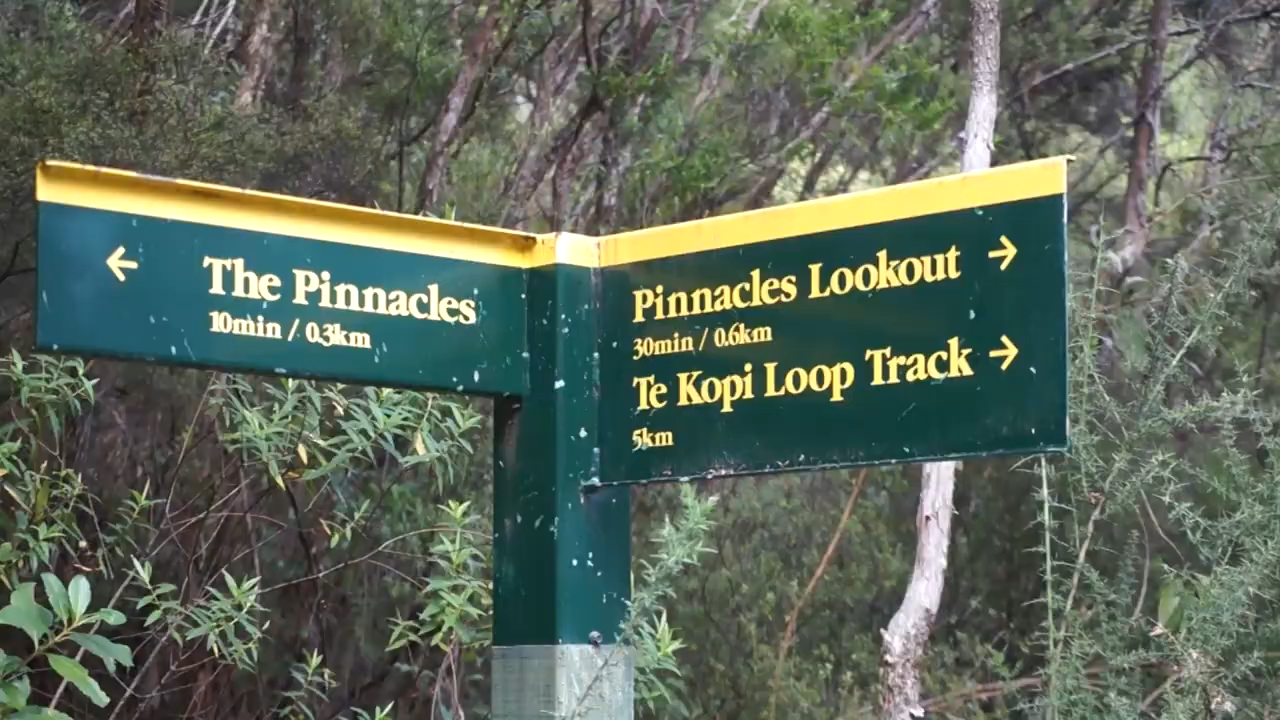 ← The Pinnacles
10min / 0.3km
Pinnacles Lookout →
30min / 0.6km
Te Kopi Loop Track →
5km